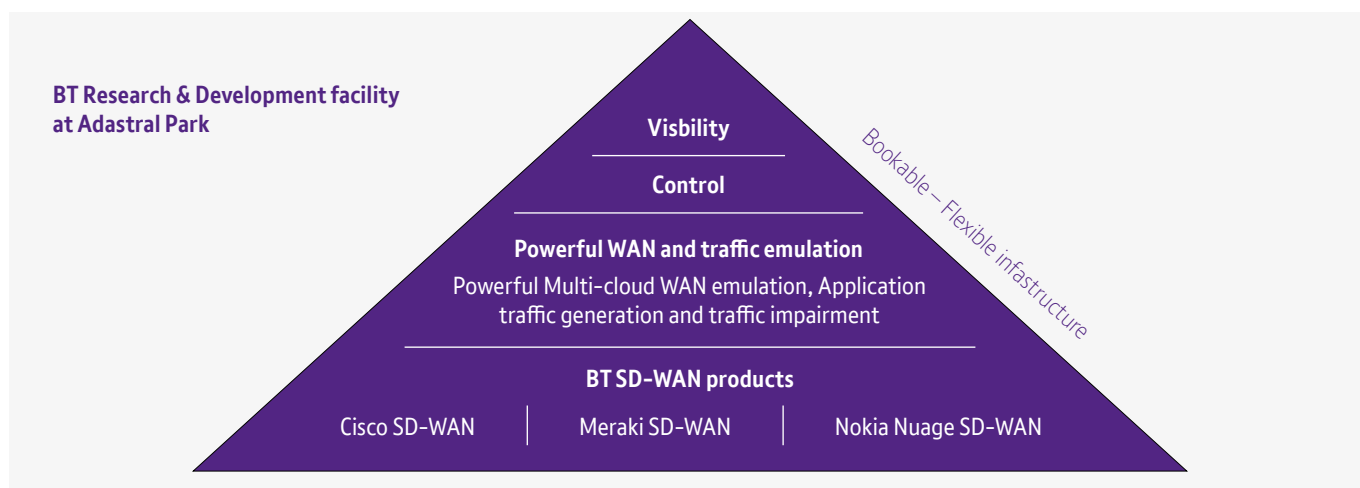 BT Research & Development facility
at Adastral Park
Visbility
Control
Powerful WAN and traffic emulation
Powerful Multi-cloud WAN emulation, Application
traffic generation and traffic impairment
BT SD-WAN products
Cisco SD-WAN
Meraki SD-WAN
Nokia Nuage SD-WAN
Bookable – Flexible infastructure